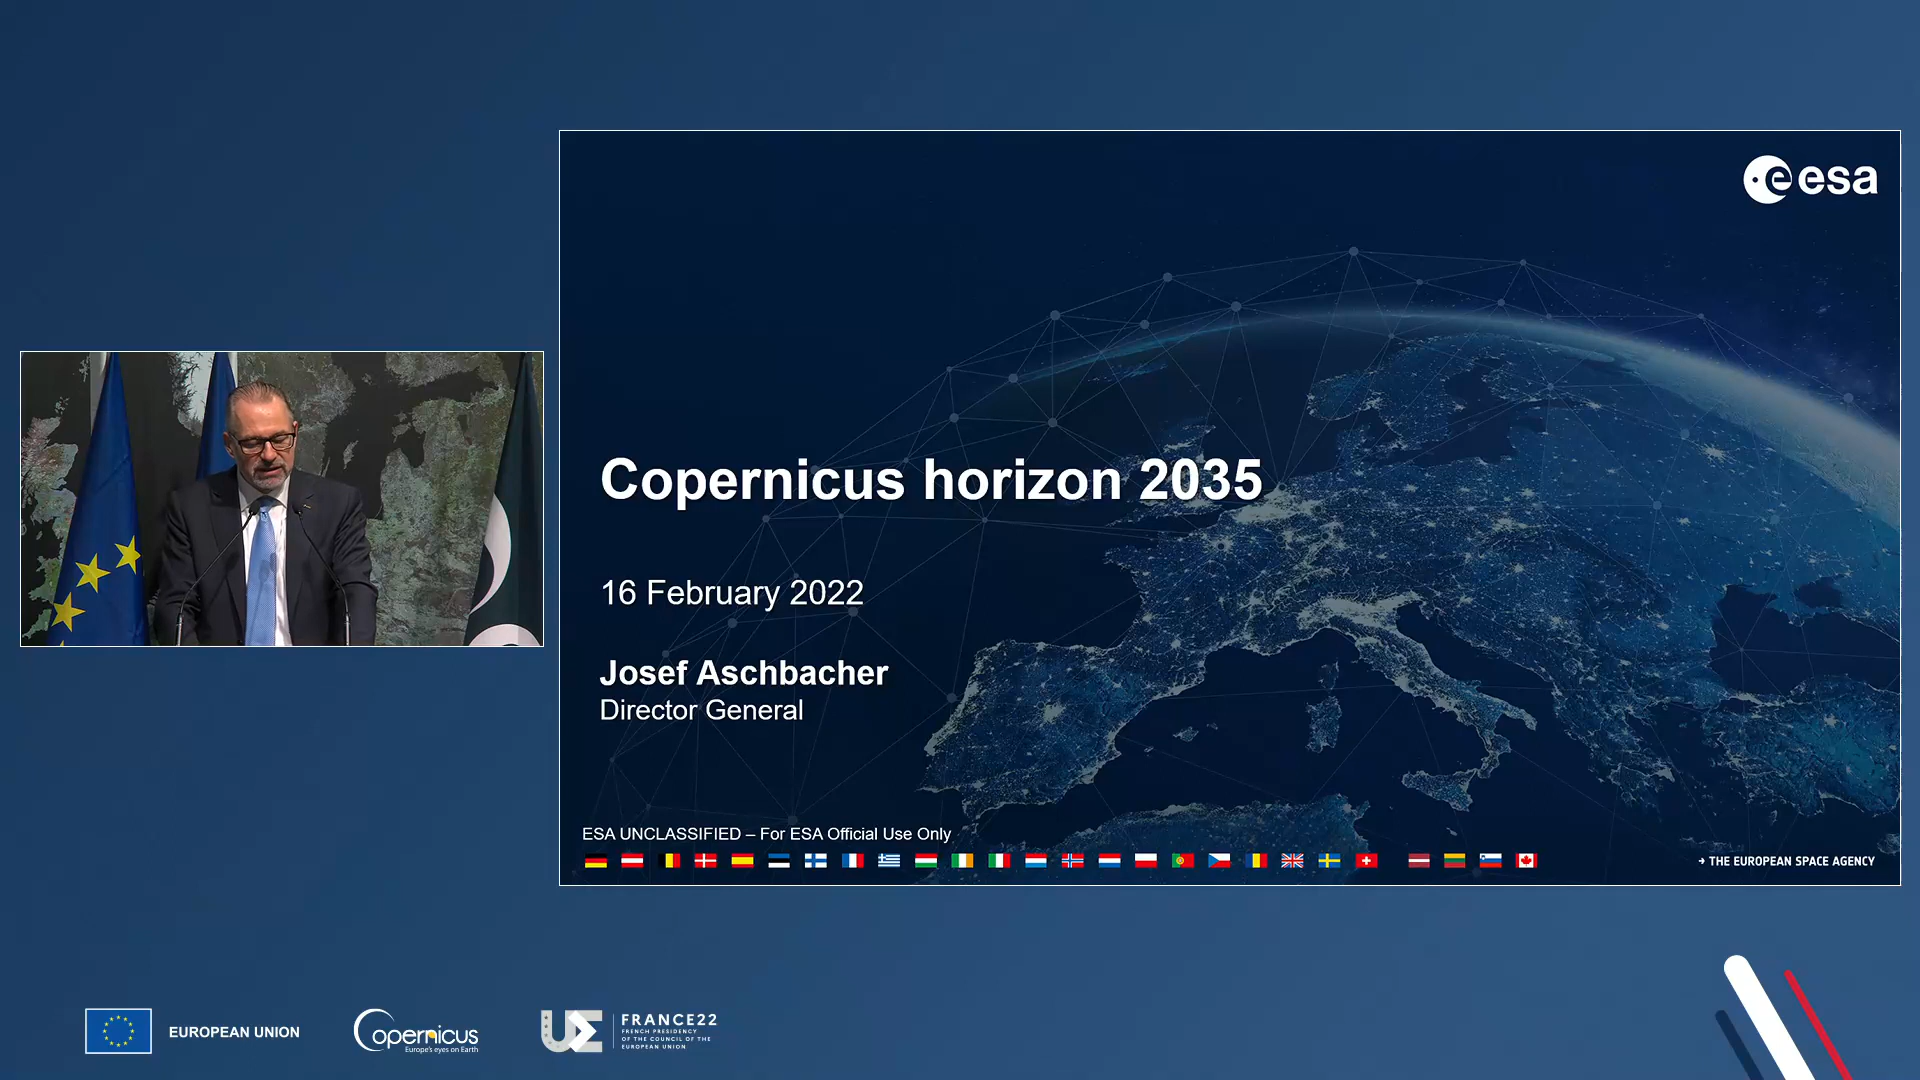 esa
Copernicus horizon 2035
16 February 2022
Josef Aschbacher
Director General
ESA UNCLASSIFIED – For ESA Official Use Only
→ THE EUROPEAN SPACE AGENCY
EUROPEAN UNION
Copernicus
Europe's eyes on Earth
UE
FRANCE22
FRENCH PRESIDENCY
OF THE COUNCIL OF THE
EUROPEAN UNION